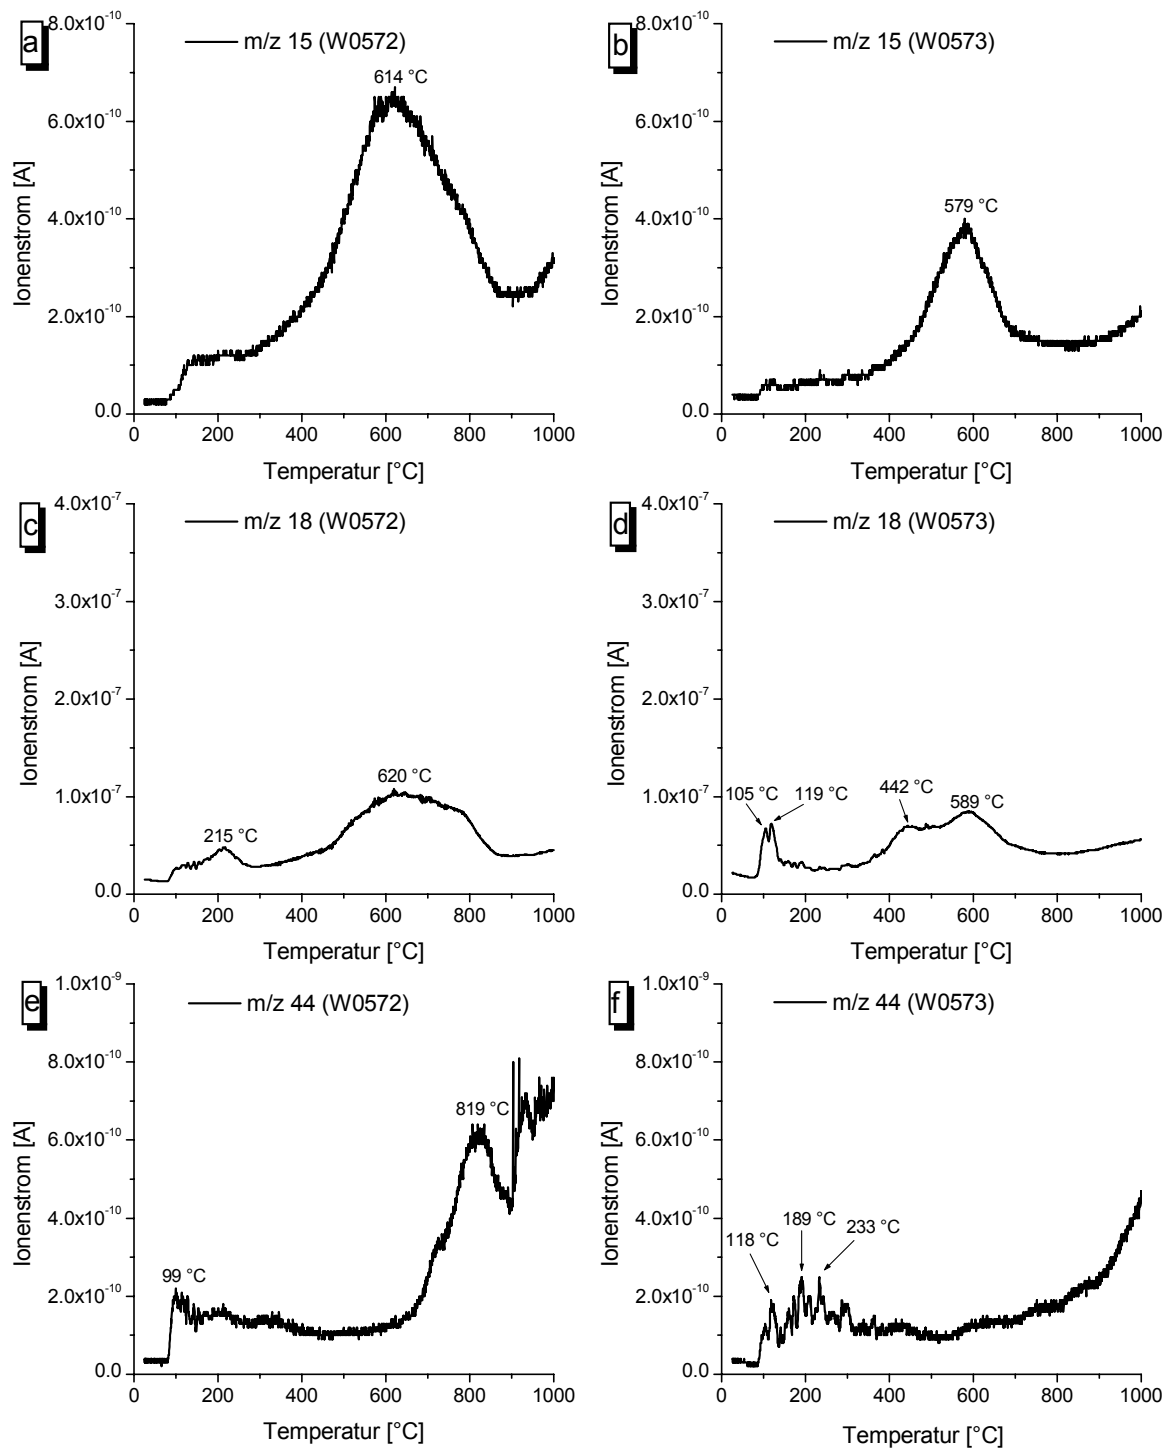 a
m/z 15 (W0572)
614 °C
8.0x10⁻¹⁰
6.0x10⁻¹⁰
4.0x10⁻¹⁰
2.0x10⁻¹⁰
0.0
Ionenstrom [A]
0 200 400 600 800 1000
Temperatur [°C]
b
m/z 15 (W0573)
579 °C
8.0x10⁻¹⁰
6.0x10⁻¹⁰
4.0x10⁻¹⁰
2.0x10⁻¹⁰
0.0
Ionenstrom [A]
0 200 400 600 800 1000
Temperatur [°C]
c
m/z 18 (W0572)
215 °C
620 °C
4.0x10⁻⁷
3.0x10⁻⁷
2.0x10⁻⁷
1.0x10⁻⁷
0.0
Ionenstrom [A]
0 200 400 600 800 1000
Temperatur [°C]
d
m/z 18 (W0573)
105 °C
119 °C
442 °C
589 °C
4.0x10⁻⁷
3.0x10⁻⁷
2.0x10⁻⁷
1.0x10⁻⁷
0.0
Ionenstrom [A]
0 200 400 600 800 1000
Temperatur [°C]
e
m/z 44 (W0572)
99 °C
819 °C
1.0x10⁻⁹
8.0x10⁻¹⁰
6.0x10⁻¹⁰
4.0x10⁻¹⁰
2.0x10⁻¹⁰
0.0
Ionenstrom [A]
0 200 400 600 800 1000
Temperatur [°C]
f
m/z 44 (W0573)
118 °C
189 °C
233 °C
1.0x10⁻⁹
8.0x10⁻¹⁰
6.0x10⁻¹⁰
4.0x10⁻¹⁰
2.0x10⁻¹⁰
0.0
Ionenstrom [A]
0 200 400 600 800 1000
Temperatur [°C]